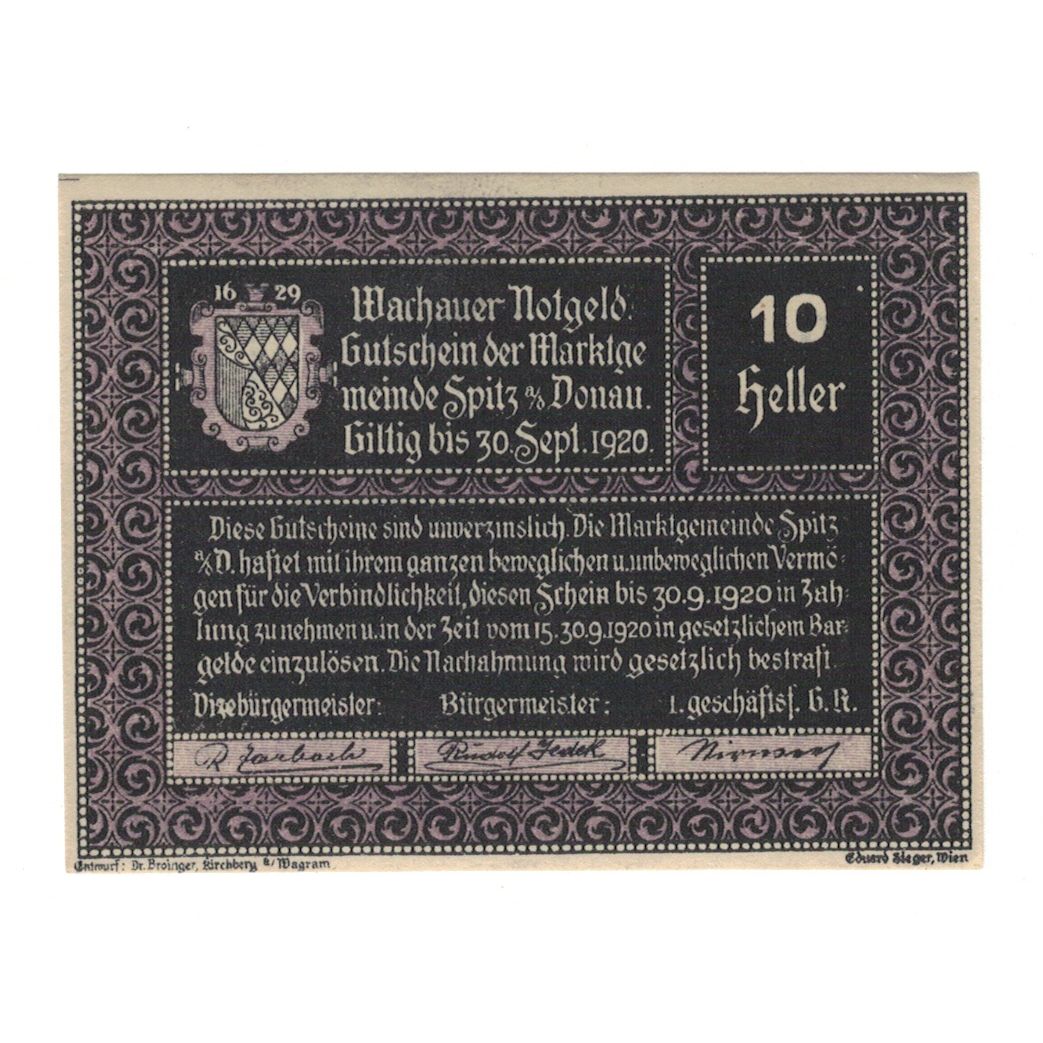 16 29
Wachauer Notgeld.
Gutschein der Marktge
meinde Spitz a/D Donau.
Giltig bis 30. Sept. 1920.
10
Heller
Diese Gutscheine sind unverzinslich. Die Marktgemeinde Spitz
a/D. haftet mit ihrem ganzen beweglichen u. unbeweglichen Vermö-
gen für die Verbindlichkeit, diesen Schein bis 30.9.1920 in Zah-
lung zu nehmen u. in der Zeit vom 15.30.9.1920 in gesetzlichem Bar-
gelde einzulösen. Die Nachahmung wird gesetzlich bestraft.
Vizebürgermeister: Bürgermeister: 1. geschäftsf. G. R.
Rudolf Jedek
Entwurf: Dr. Broinger, Kirchberg a/Wagram
Eduard Sieger, Wien